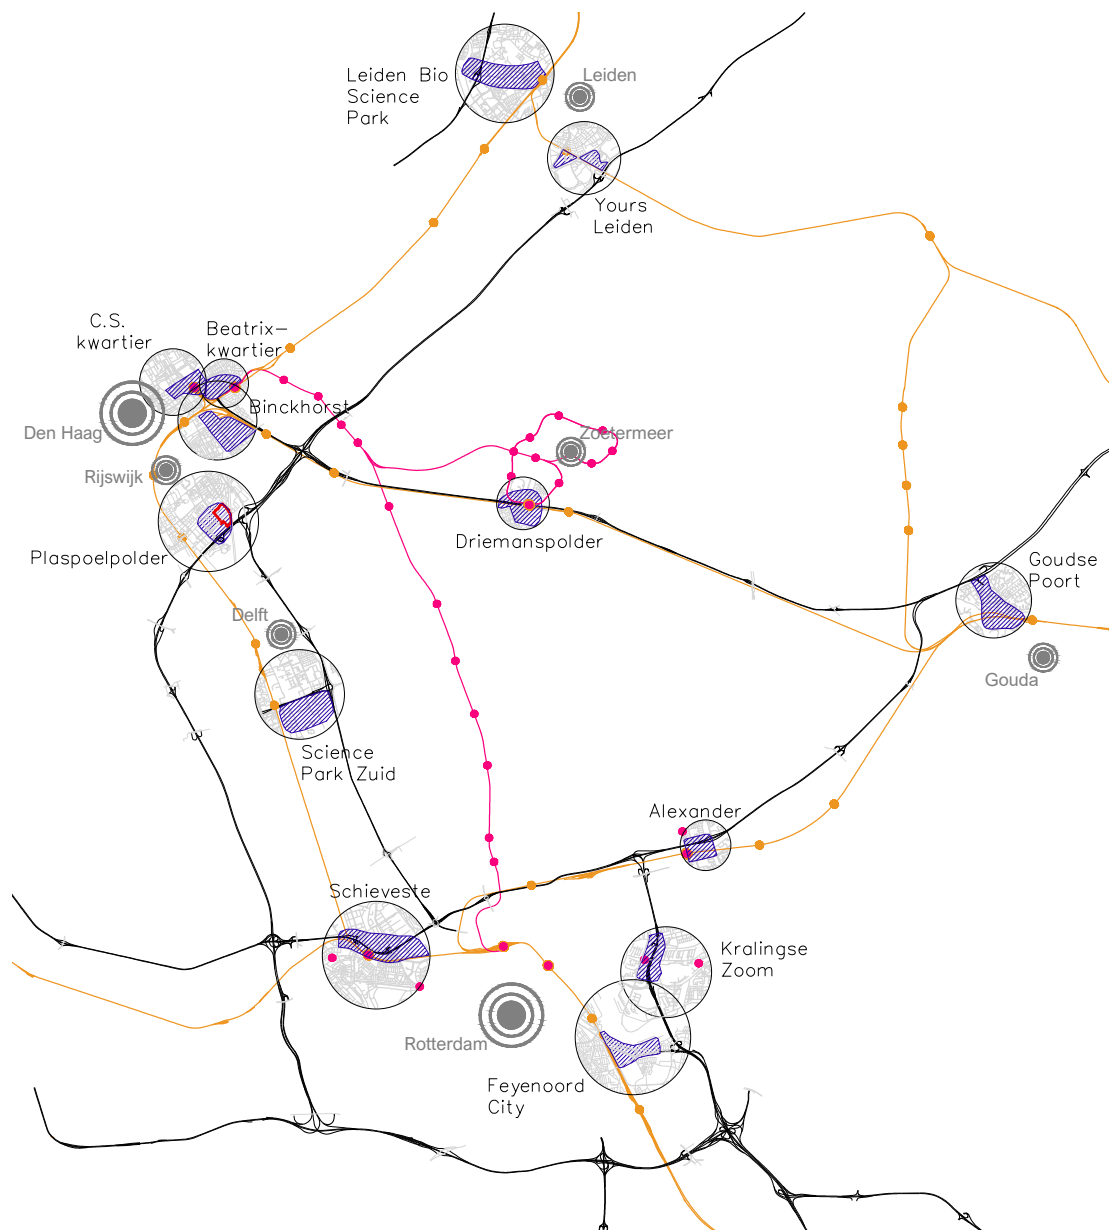 Leiden Bio
Science
Park
Leiden
Yours
Leiden
C.S.
kwartier
Beatrix-
kwartier
Binckhorst
Den Haag
Zoetermeer
Rijswijk
Plaspoelpolder
Driemanspolder
Goudse
Poort
Delft
Gouda
Science
Park Zuid
Alexander
Schieveste
Kralingse
Zoom
Rotterdam
Feyenoord
City